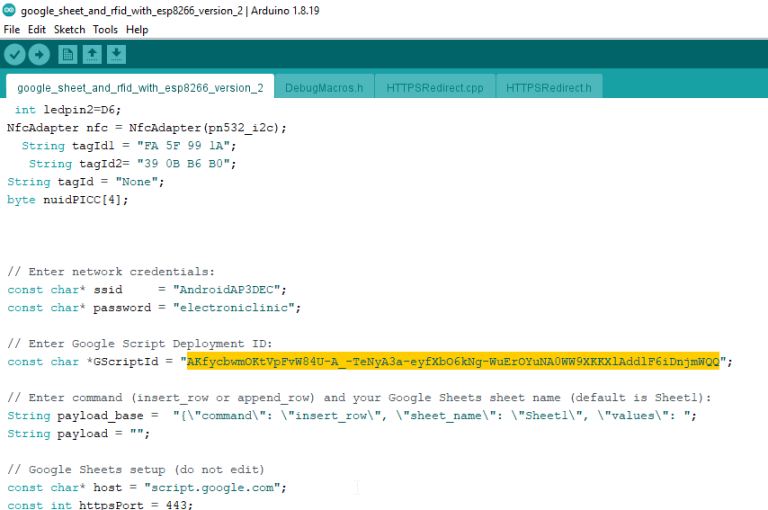 google_sheet_and_rfid_with_esp8266_version_2 | Arduino 1.8.19
File Edit Sketch Tools Help
google_sheet_and_rfid_with_esp8266_version_2 DebugMacros.h HTTPSRedirect.cpp HTTPSRedirect.h
int ledpin2=D6;
NfcAdapter nfc = NfcAdapter(pn532_i2c);
String tagId1 = "FA 5F 99 1A";
String tagId2= "39 0B B6 B0";
String tagId = "None";
byte nuidPICC[4];
// Enter network credentials:
const char* ssid     = "AndroidAP3DEC";
const char* password = "electroniclinic";
// Enter Google Script Deployment ID:
const char *GScriptId = "AKfycbwmOKtVpFvW84U-A_-TeNyA3a-eyfXbO6kNg-WuErOYuNA0WW9XKKXlAddlF6iDnjmWQQ";
// Enter command (insert_row or append_row) and your Google Sheets sheet name (default is Sheet1):
String payload_base =  "{\"command\": \"insert_row\", \"sheet_name\": \"Sheet1\", \"values\": ";
String payload = "";
// Google Sheets setup (do not edit)
const char* host = "script.google.com";
const int httpsPort = 443;